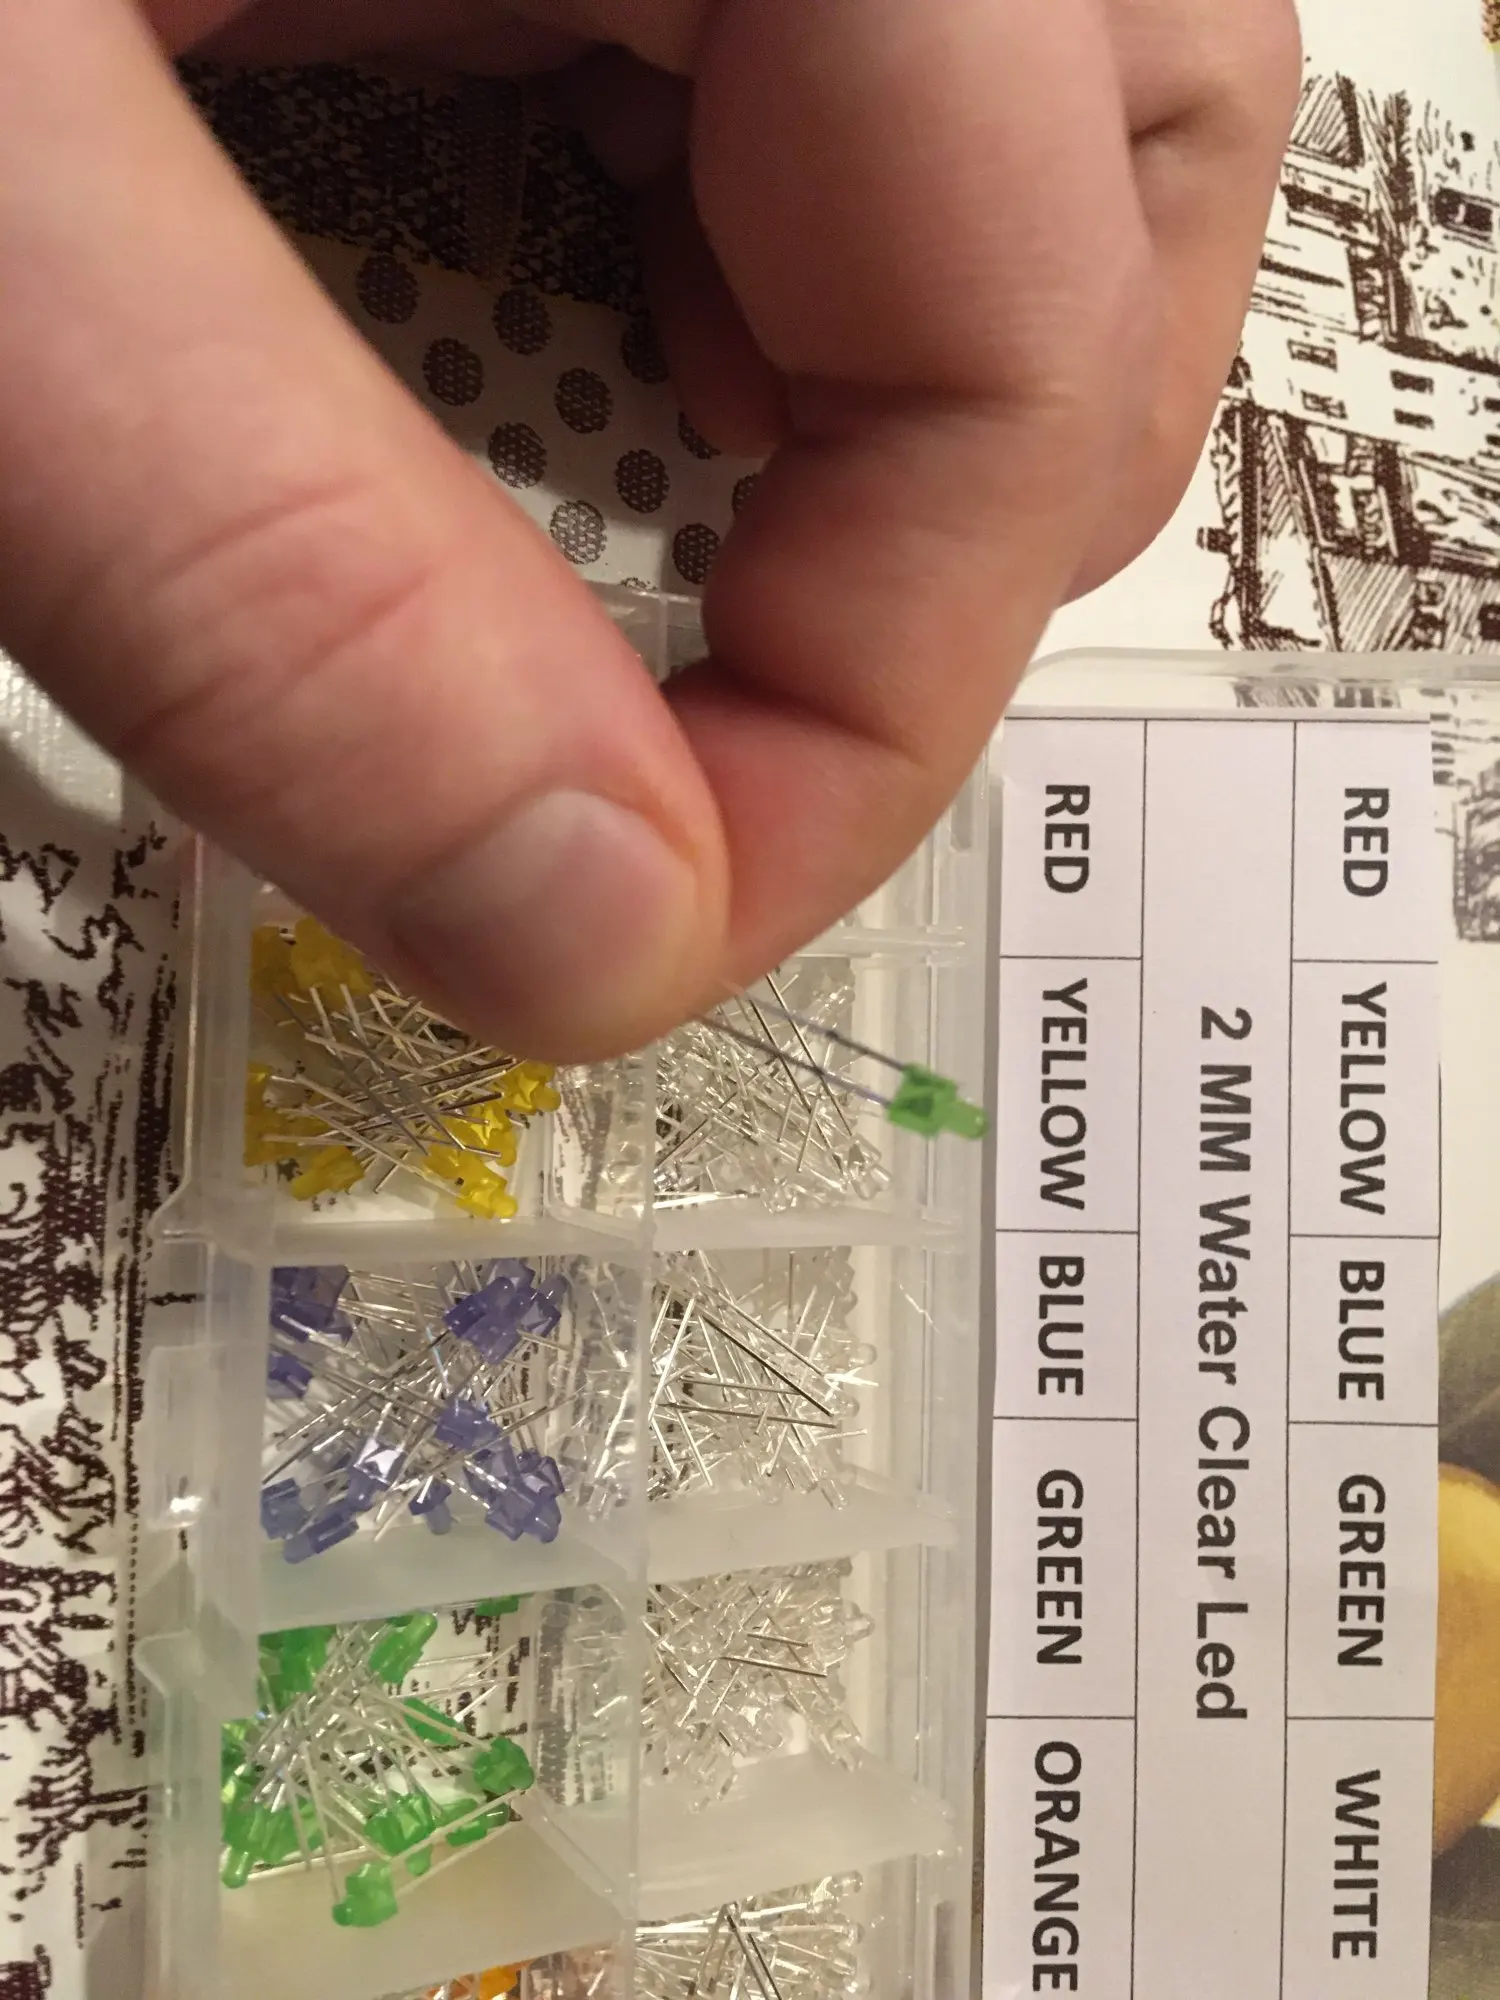 RED YELLOW BLUE GREEN WHITE
2 MM Water Clear Led
RED YELLOW BLUE GREEN ORANGE